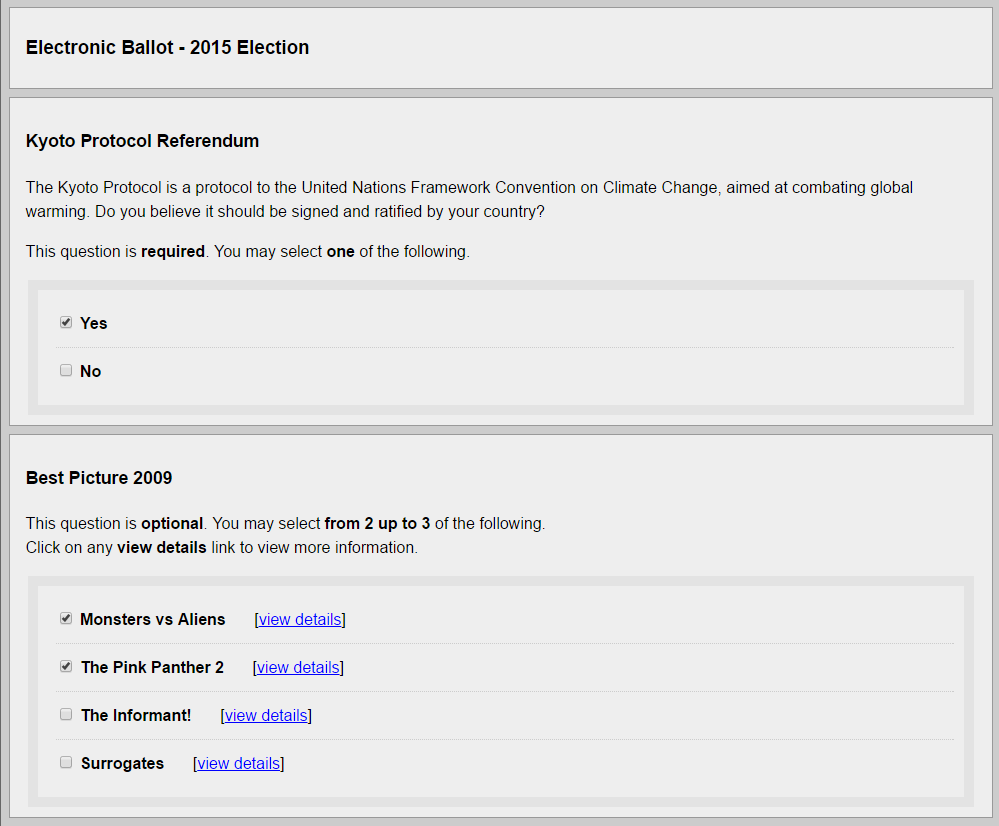 Electronic Ballot - 2015 Election
Kyoto Protocol Referendum
The Kyoto Protocol is a protocol to the United Nations Framework Convention on Climate Change, aimed at combating global
warming. Do you believe it should be signed and ratified by your country?
This question is required. You may select one of the following.
Yes
No
Best Picture 2009
This question is optional. You may select from 2 up to 3 of the following.
Click on any view details link to view more information.
Monsters vs Aliens [view details]
The Pink Panther 2 [view details]
The Informant! [view details]
Surrogates [view details]